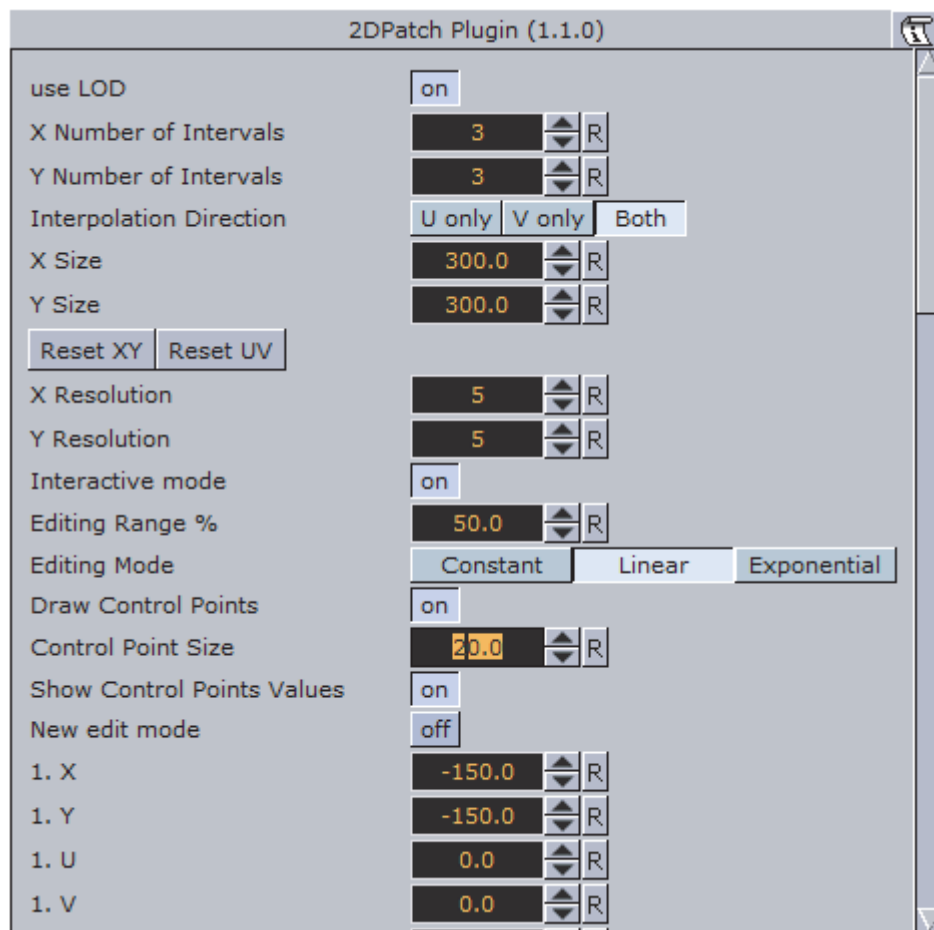 2DPatch Plugin (1.1.0)
use LOD on
X Number of Intervals 3 R
Y Number of Intervals 3 R
Interpolation Direction U only V only Both
X Size 300.0 R
Y Size 300.0 R
Reset XY Reset UV
X Resolution 5 R
Y Resolution 5 R
Interactive mode on
Editing Range % 50.0 R
Editing Mode Constant Linear Exponential
Draw Control Points on
Control Point Size 20.0 R
Show Control Points Values on
New edit mode off
1. X -150.0 R
1. Y -150.0 R
1. U 0.0 R
1. V 0.0 R